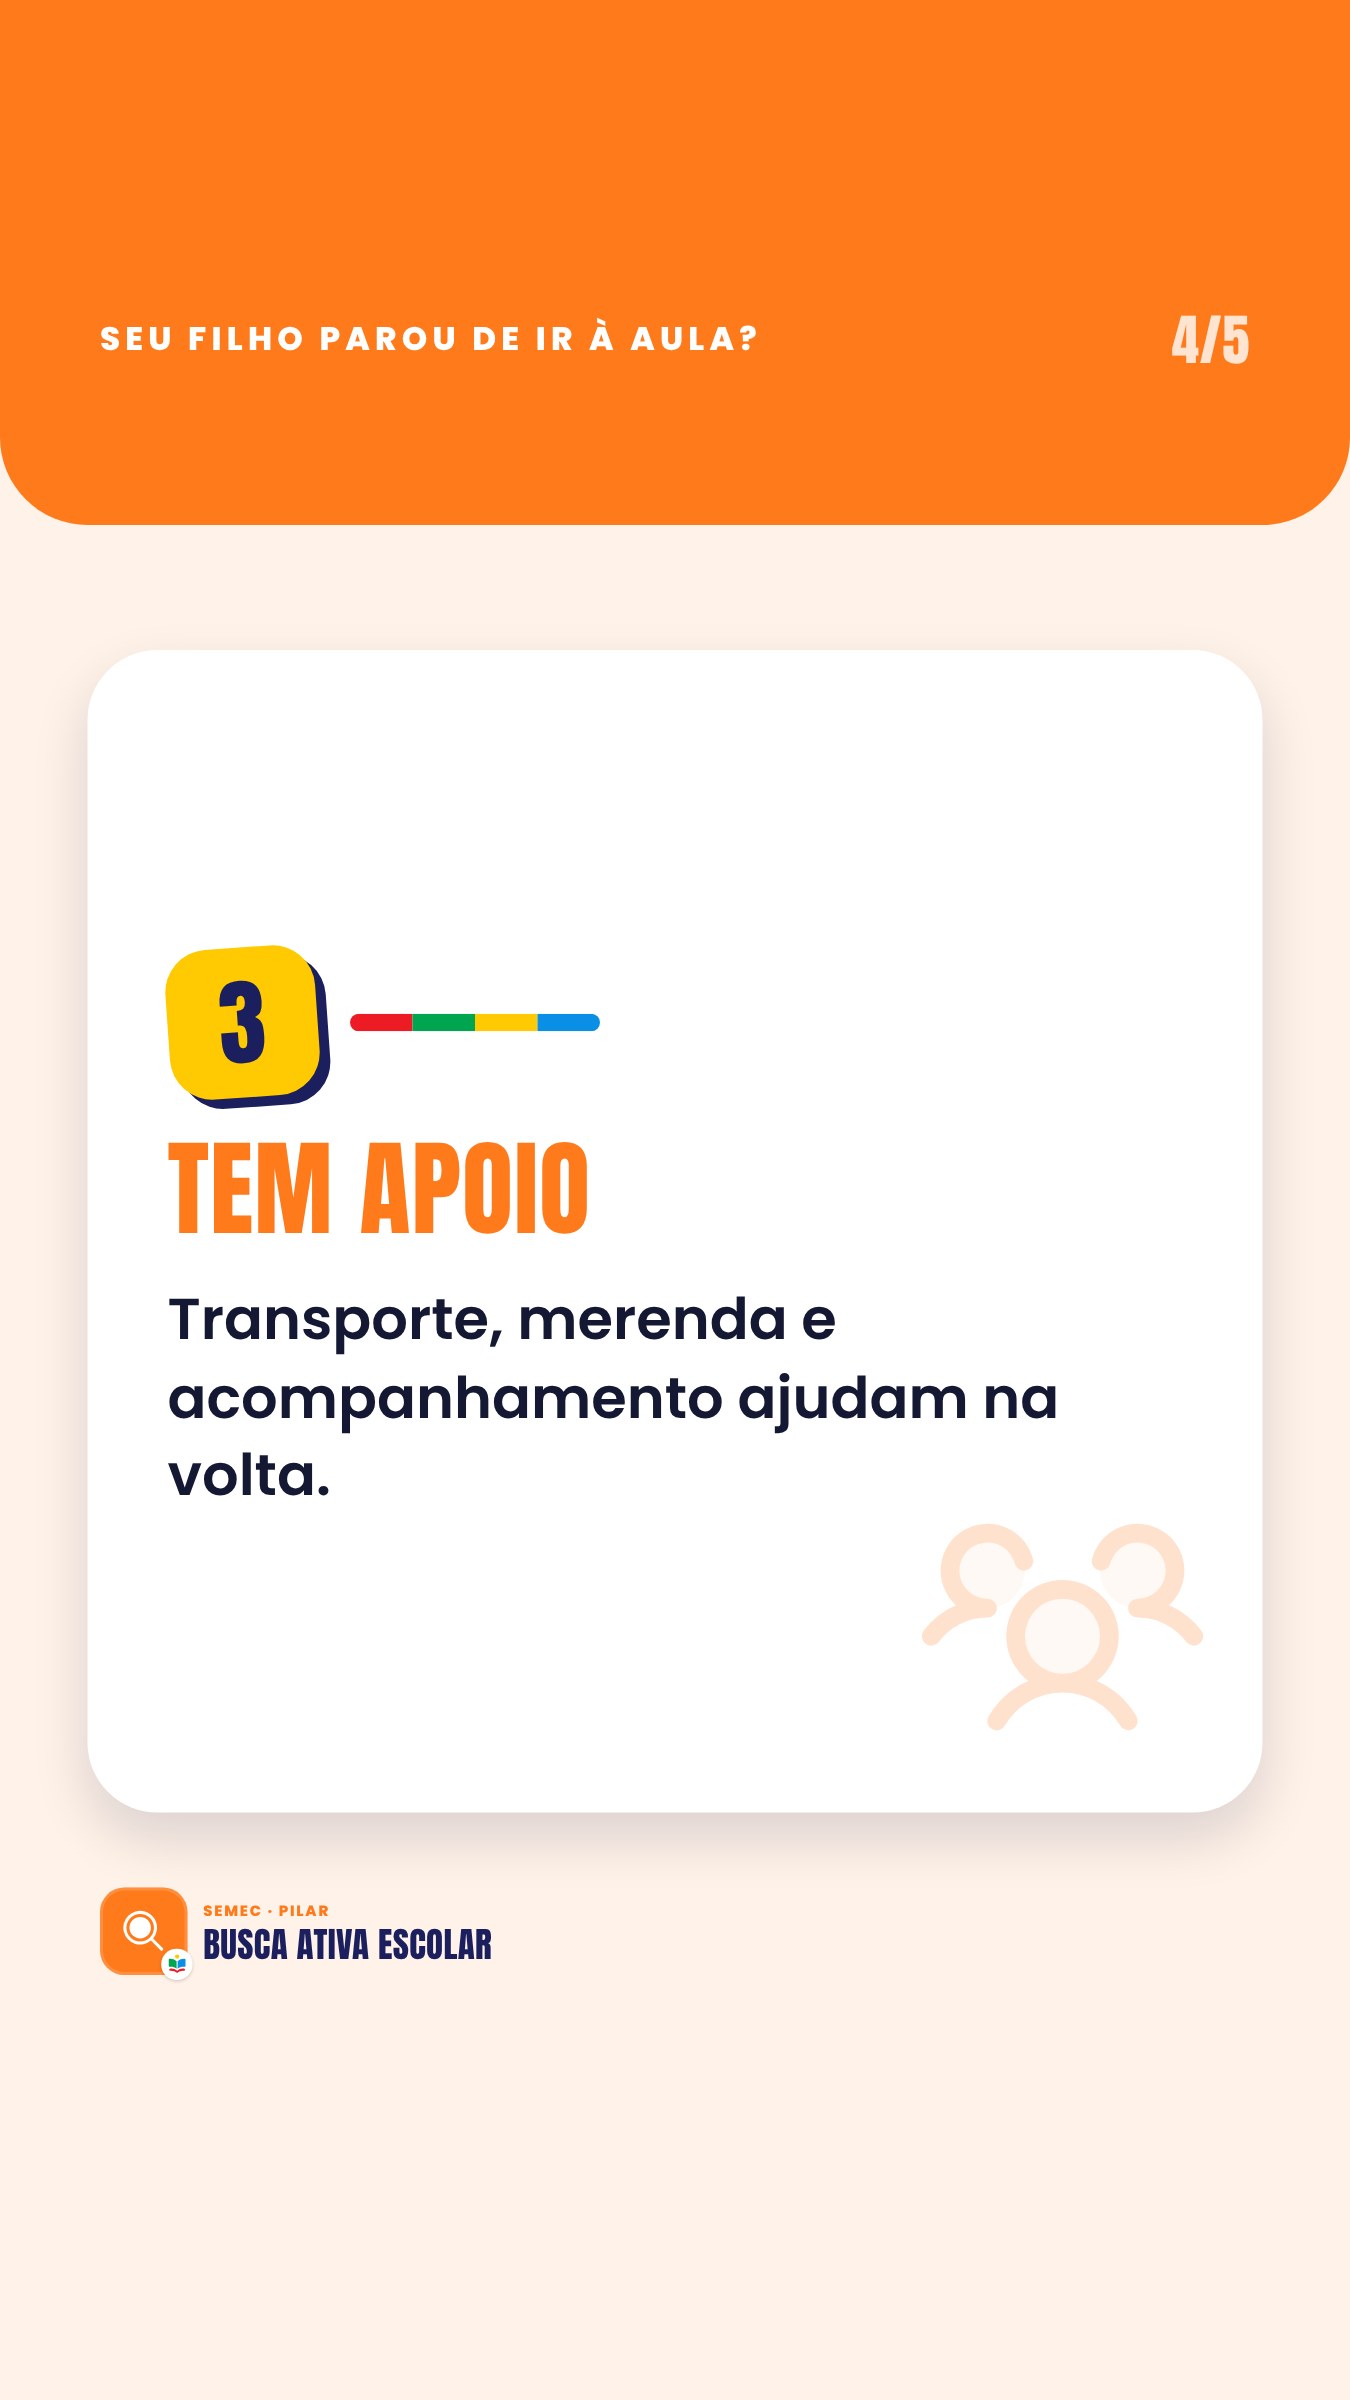 SEU FILHO PAROU DE IR À AULA?
4/5
3
TEM APOIO
Transporte, merenda e
acompanhamento ajudam na
volta.
SEMEC · PILAR
BUSCA ATIVA ESCOLAR